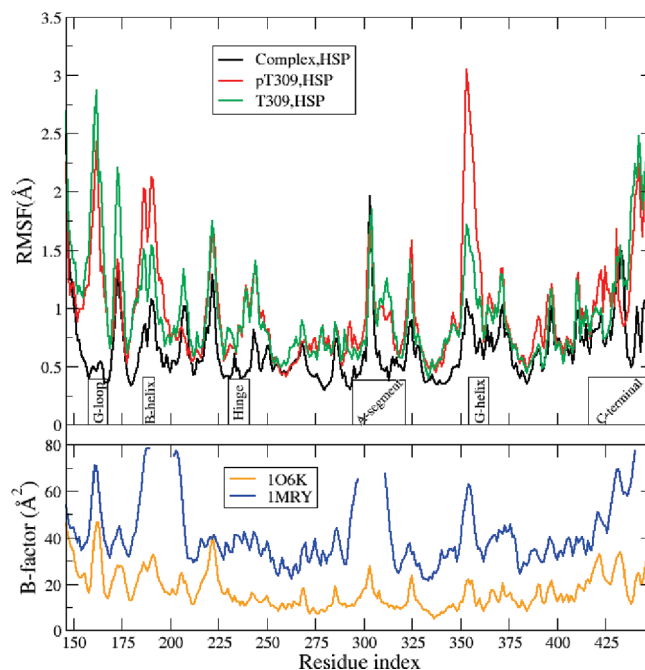 3.5
3
2.5
2
1.5
1
0.5
0
RMSF(Å)
Complex,HSP
pT309,HSP
T309,HSP
G-loop
B-helix
Hinge
A-segment
G-helix
C-terminal
80
60
40
20
0
B-factor (Å²)
1O6K
1MRY
150 175 200 225 250 275 300 325 350 375 400 425
Residue index